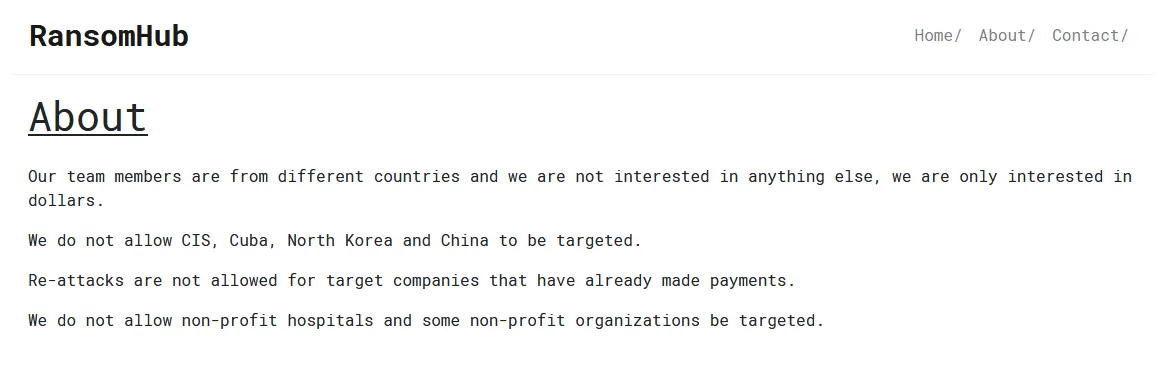 RansomHub
Home/ About/ Contact/
About
Our team members are from different countries and we are not interested in anything else, we are only interested in
dollars.
We do not allow CIS, Cuba, North Korea and China to be targeted.
Re-attacks are not allowed for target companies that have already made payments.
We do not allow non-profit hospitals and some non-profit organizations be targeted.